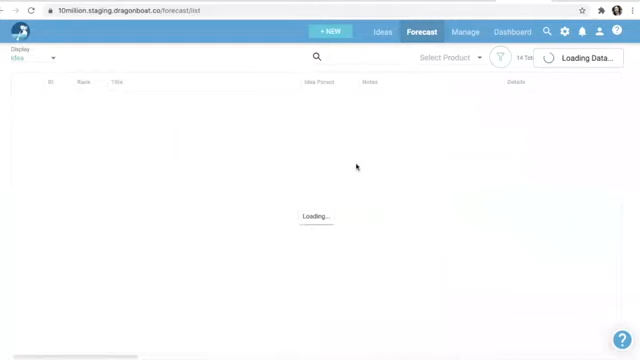 10million.staging.dragonboat.co/forecast/list
+ NEW
Ideas
Forecast
Manage
Dashboard
Display
Idea
Select Product
14 Tot
Loading Data...
ID
Rank
Title
Idea Parent
Notes
Details
Loading...